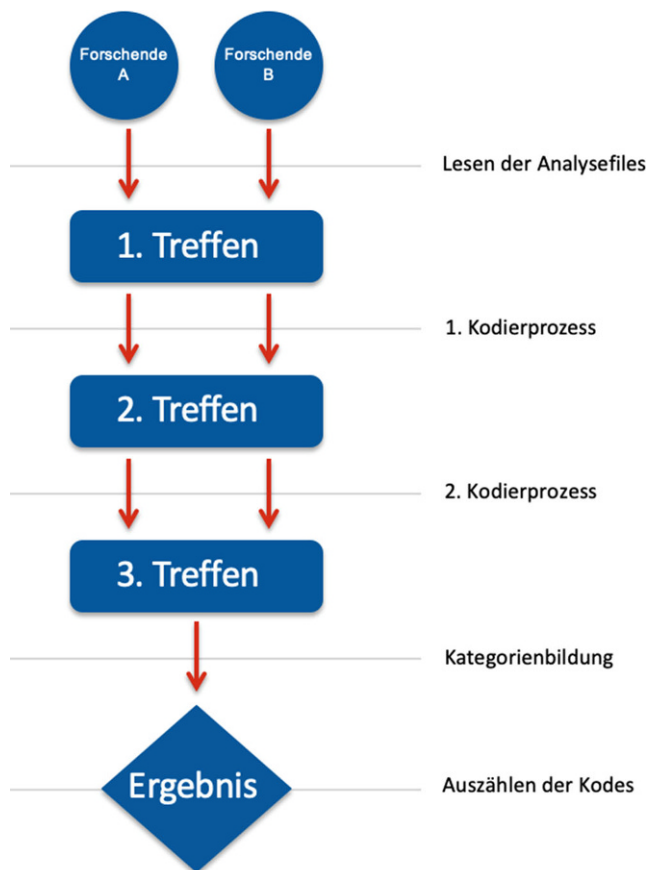 Forschende
A
Forschende
B
Lesen der Analysefiles
1. Treffen
1. Kodierprozess
2. Treffen
2. Kodierprozess
3. Treffen
Kategorienbildung
Ergebnis
Auszählen der Kodes